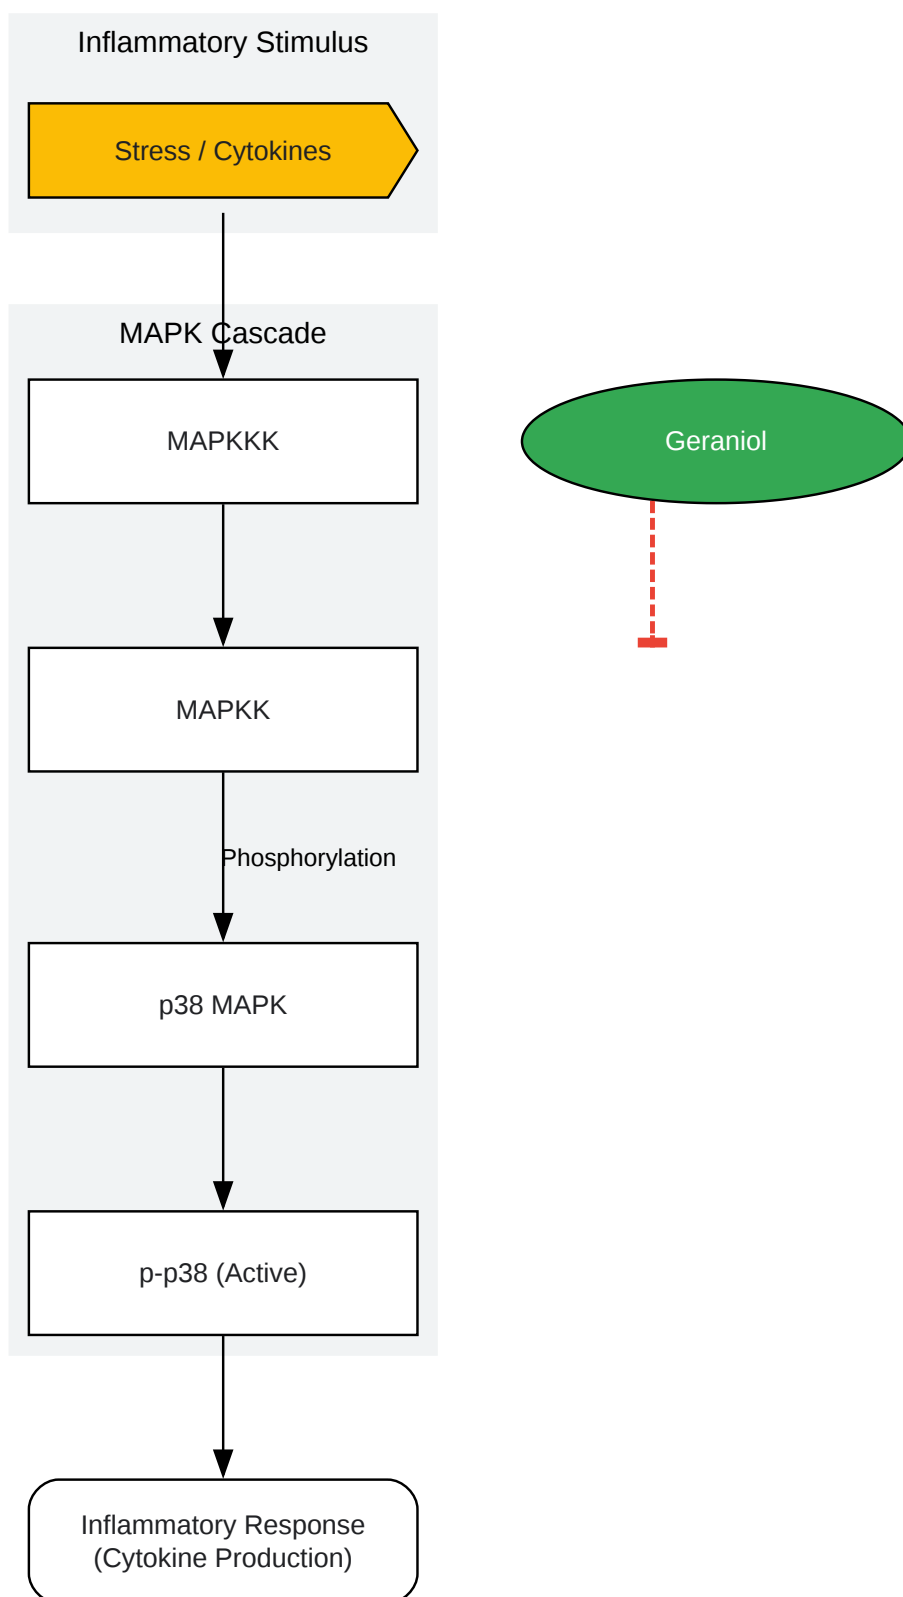 Inflammatory Stimulus
Stress / Cytokines
MAPK Cascade
MAPKKK
Geraniol
MAPKK
Phosphorylation
p38 MAPK
p-p38 (Active)
Inflammatory Response
(Cytokine Production)